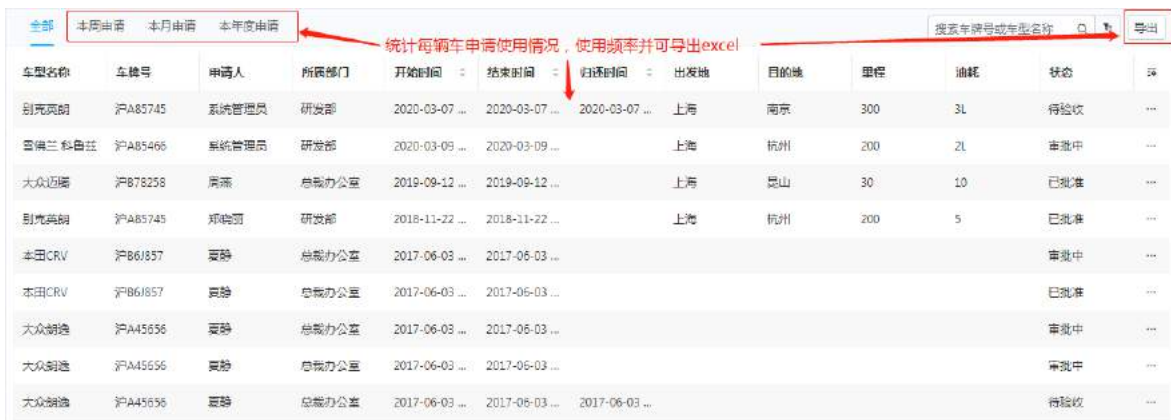 全部 本周申请 本月申请 本年度申请 搜索车牌号或车型名称 导出
统计每辆车申请使用情况，使用频率并可导出excel
车型名称 车牌号 申请人 所属部门 开始时间 结束时间 归还时间 出发地 目的地 里程 油耗 状态
别克英朗 沪A85745 系统管理员 研发部 2020-03-07 ... 2020-03-07 ... 2020-03-07 ... 上海 南京 300 3L 待验收 ...
雪佛兰 科鲁兹 沪A85466 系统管理员 研发部 2020-03-09 ... 2020-03-09 ... 上海 杭州 200 2L 审批中 ...
大众迈腾 沪B78258 周燕 总裁办公室 2019-09-12 ... 2019-09-12 ... 上海 昆山 30 10 已批准 ...
别克英朗 沪A85745 郑晓丽 研发部 2018-11-22 ... 2018-11-22 ... 上海 杭州 200 5 已批准 ...
本田CRV 沪B6J857 夏静 总裁办公室 2017-06-03 ... 2017-06-03 ... 审批中 ...
本田CRV 沪B6J857 夏静 总裁办公室 2017-06-03 ... 2017-06-03 ... 已批准 ...
大众朗逸 沪A45656 夏静 总裁办公室 2017-06-03 ... 2017-06-03 ... 审批中 ...
大众朗逸 沪A45656 夏静 总裁办公室 2017-06-03 ... 2017-06-03 ... 审批中 ...
大众朗逸 沪A45656 夏静 总裁办公室 2017-06-03 ... 2017-06-03 ... 2017-06-03 ... 待验收 ...